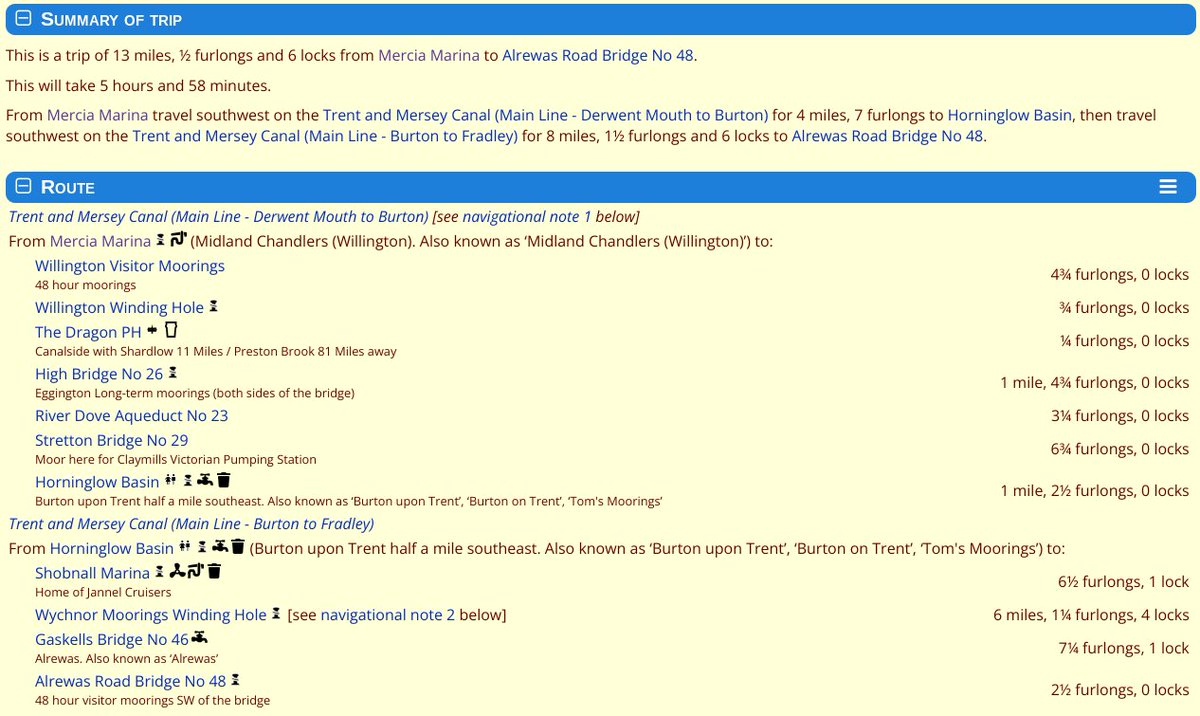 Summary of trip
This is a trip of 13 miles, ½ furlongs and 6 locks from Mercia Marina to Alrewas Road Bridge No 48.
This will take 5 hours and 58 minutes.
From Mercia Marina travel southwest on the Trent and Mersey Canal (Main Line - Derwent Mouth to Burton) for 4 miles, 7 furlongs to Horninglow Basin, then travel
southwest on the Trent and Mersey Canal (Main Line - Burton to Fradley) for 8 miles, 1½ furlongs and 6 locks to Alrewas Road Bridge No 48.
Route
Trent and Mersey Canal (Main Line - Derwent Mouth to Burton) [see navigational note 1 below]
From Mercia Marina (Midland Chandlers (Willington). Also known as ‘Midland Chandlers (Willington)’) to:
Willington Visitor Moorings
48 hour moorings
4¾ furlongs, 0 locks
Willington Winding Hole
¾ furlongs, 0 locks
The Dragon PH
Canalside with Shardlow 11 Miles / Preston Brook 81 Miles away
¼ furlongs, 0 locks
High Bridge No 26
Eggington Long-term moorings (both sides of the bridge)
1 mile, 4¾ furlongs, 0 locks
River Dove Aqueduct No 23
3¼ furlongs, 0 locks
Stretton Bridge No 29
Moor here for Claymills Victorian Pumping Station
6¾ furlongs, 0 locks
Horninglow Basin
Burton upon Trent half a mile southeast. Also known as ‘Burton upon Trent’, ‘Burton on Trent’, ‘Tom's Moorings’
1 mile, 2½ furlongs, 0 locks
Trent and Mersey Canal (Main Line - Burton to Fradley)
From Horninglow Basin (Burton upon Trent half a mile southeast. Also known as ‘Burton upon Trent’, ‘Burton on Trent’, ‘Tom's Moorings’) to:
Shobnall Marina
Home of Jannel Cruisers
6½ furlongs, 1 lock
Wychnor Moorings Winding Hole [see navigational note 2 below]
6 miles, 1¼ furlongs, 4 locks
Gaskells Bridge No 46
Alrewas. Also known as ‘Alrewas’
7¼ furlongs, 1 lock
Alrewas Road Bridge No 48
48 hour visitor moorings SW of the bridge
2½ furlongs, 0 locks